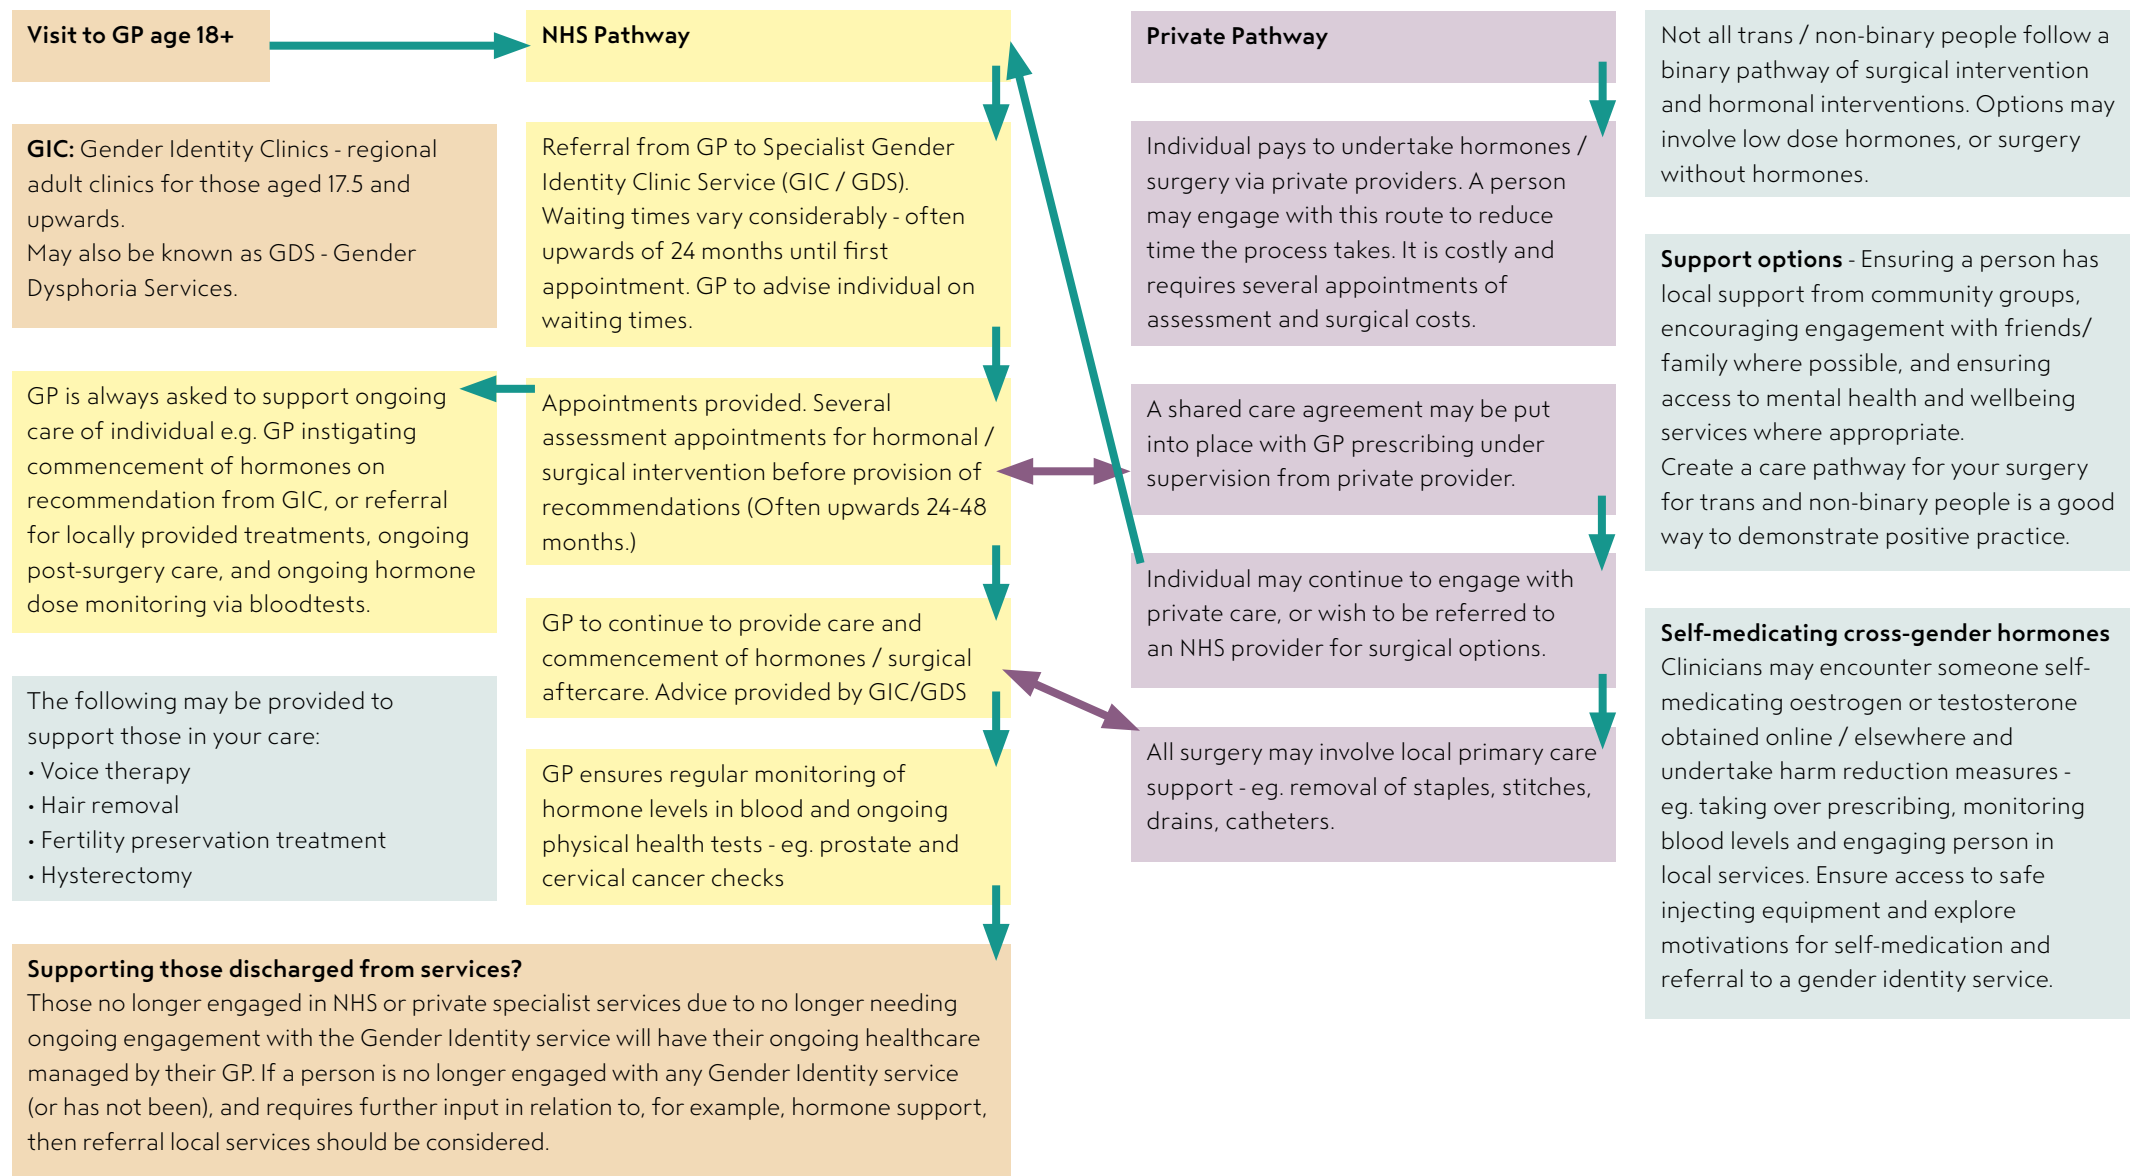 Visit to GP age 18+
GIC: Gender Identity Clinics - regional
adult clinics for those aged 17.5 and
upwards.
May also be known as GDS - Gender
Dysphoria Services.
GP is always asked to support ongoing
care of individual e.g. GP instigating
commencement of hormones on
recommendation from GIC, or referral
for locally provided treatments, ongoing
post-surgery care, and ongoing hormone
dose monitoring via bloodtests.
The following may be provided to
support those in your care:
• Voice therapy
• Hair removal
• Fertility preservation treatment
• Hysterectomy
NHS Pathway
Referral from GP to Specialist Gender
Identity Clinic Service (GIC / GDS).
Waiting times vary considerably - often
upwards of 24 months until first
appointment. GP to advise individual on
waiting times.
Appointments provided. Several
assessment appointments for hormonal /
surgical intervention before provision of
recommendations (Often upwards 24-48
months.)
GP to continue to provide care and
commencement of hormones / surgical
aftercare. Advice provided by GIC/GDS
GP ensures regular monitoring of
hormone levels in blood and ongoing
physical health tests - eg. prostate and
cervical cancer checks
Supporting those discharged from services?
Those no longer engaged in NHS or private specialist services due to no longer needing
ongoing engagement with the Gender Identity service will have their ongoing healthcare
managed by their GP. If a person is no longer engaged with any Gender Identity service
(or has not been), and requires further input in relation to, for example, hormone support,
then referral local services should be considered.
Private Pathway
Individual pays to undertake hormones /
surgery via private providers. A person
may engage with this route to reduce
time the process takes. It is costly and
requires several appointments of
assessment and surgical costs.
A shared care agreement may be put
into place with GP prescribing under
supervision from private provider.
Individual may continue to engage with
private care, or wish to be referred to
an NHS provider for surgical options.
All surgery may involve local primary care
support - eg. removal of staples, stitches,
drains, catheters.
Not all trans / non-binary people follow a
binary pathway of surgical intervention
and hormonal interventions. Options may
involve low dose hormones, or surgery
without hormones.
Support options - Ensuring a person has
local support from community groups,
encouraging engagement with friends/
family where possible, and ensuring
access to mental health and wellbeing
services where appropriate.
Create a care pathway for your surgery
for trans and non-binary people is a good
way to demonstrate positive practice.
Self-medicating cross-gender hormones
Clinicians may encounter someone self-
medicating oestrogen or testosterone
obtained online / elsewhere and
undertake harm reduction measures -
eg. taking over prescribing, monitoring
blood levels and engaging person in
local services. Ensure access to safe
injecting equipment and explore
motivations for self-medication and
referral to a gender identity service.